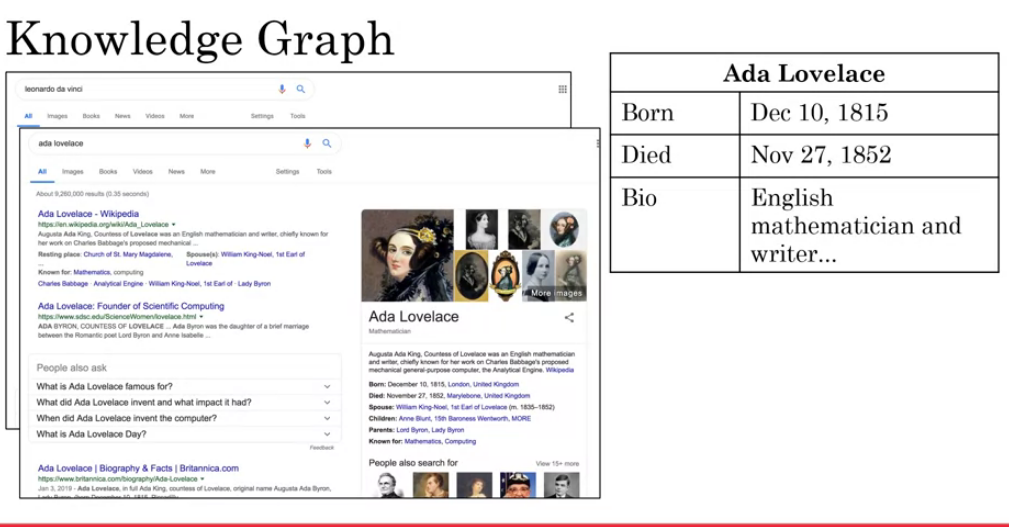 Knowledge Graph
leonardo da vinci
All Images Books News Videos More Settings Tools
ada lovelace
All Images Books Videos News More Settings Tools
About 9,260,000 results (0.35 seconds)
Ada Lovelace - Wikipedia
https://en.wikipedia.org/wiki/Ada_Lovelace
Augusta Ada King, Countess of Lovelace was an English mathematician and writer, chiefly known for
her work on Charles Babbage's proposed mechanical ...
Resting place: Church of St. Mary Magdalene, Spouse(s): William King-Noel, 1st Earl of
... Lovelace
Known for: Mathematics, computing
Charles Babbage · Analytical Engine · William King-Noel, 1st Earl of · Lady Byron
Ada Lovelace: Founder of Scientific Computing
https://www.sdsc.edu/ScienceWomen/lovelace.html
ADA BYRON, COUNTESS OF LOVELACE ... Ada Byron was the daughter of a brief marriage
between the Romantic poet Lord Byron and Anne Isabelle ...
People also ask
What is Ada Lovelace famous for?
What did Ada Lovelace invent and what impact it had?
When did Ada Lovelace invent the computer?
What is Ada Lovelace Day?
Feedback
Ada Lovelace | Biography & Facts | Britannica.com
https://www.britannica.com/biography/Ada-Lovelace
Jan 3, 2019 - Ada Lovelace, in full Ada King, countess of Lovelace, original name Augusta Ada Byron,
More images
Ada Lovelace
Mathematician
Augusta Ada King, Countess of Lovelace was an English mathematician
and writer, chiefly known for her work on Charles Babbage's proposed
mechanical general-purpose computer, the Analytical Engine. Wikipedia
Born: December 10, 1815, London, United Kingdom
Died: November 27, 1852, Marylebone, United Kingdom
Spouse: William King-Noel, 1st Earl of Lovelace (m. 1835–1852)
Children: Anne Blunt, 15th Baroness Wentworth, MORE
Parents: Lord Byron, Lady Byron
Known for: Mathematics, Computing
People also search for View 15+ more
Ada Lovelace
Born Dec 10, 1815
Died Nov 27, 1852
Bio English
mathematician and
writer...